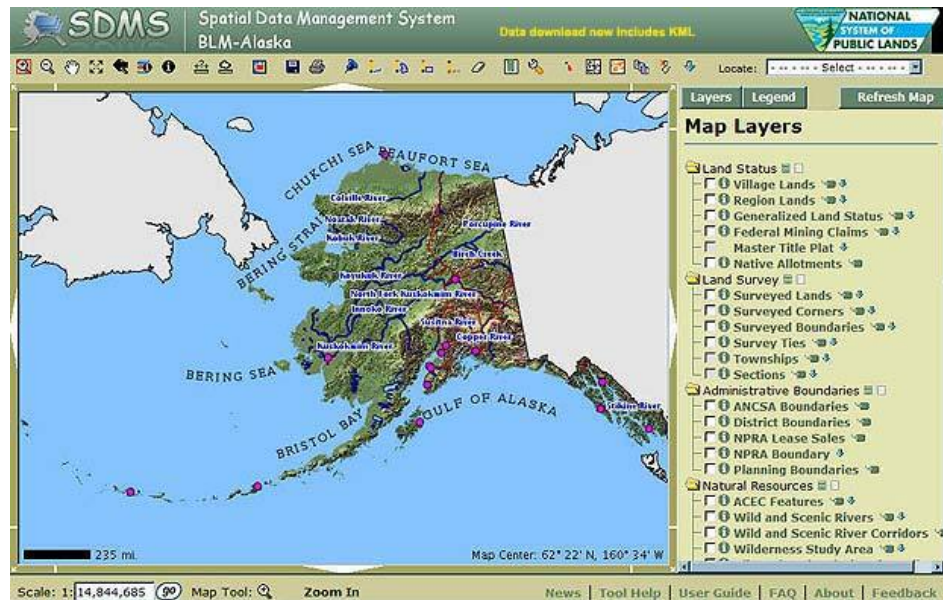 SDMS
Spatial Data Management System
BLM-Alaska
Data download now includes KML
NATIONAL
SYSTEM OF
PUBLIC LANDS
Locate: - -- - -- - Select - -- - -- -
Layers Legend Refresh Map
Map Layers
Land Status
Village Lands
Region Lands
Generalized Land Status
Federal Mining Claims
Master Title Plat
Native Allotments
Land Survey
Surveyed Lands
Surveyed Corners
Surveyed Boundaries
Survey Ties
Townships
Sections
Administrative Boundaries
ANCSA Boundaries
District Boundaries
NPRA Lease Sales
NPRA Boundary
Planning Boundaries
Natural Resources
ACEC Features
Wild and Scenic Rivers
Wild and Scenic River Corridors
Wilderness Study Area
CHUKCHI SEA
BEAUFORT SEA
Colville River
Noatak River
Kobuk River
Porcupine River
BERING STRAIT
Birch Creek
Koyukuk River
North Fork Kuskokwim River
Innoko River
Susitna River
Kuskokwim River
Copper River
BERING SEA
Stikine River
GULF OF ALASKA
BRISTOL BAY
235 mi.
Map Center: 62° 22' N, 160° 34' W
Scale: 1: 14,844,685 go Map Tool: Zoom In
News | Tool Help | User Guide | FAQ | About | Feedback